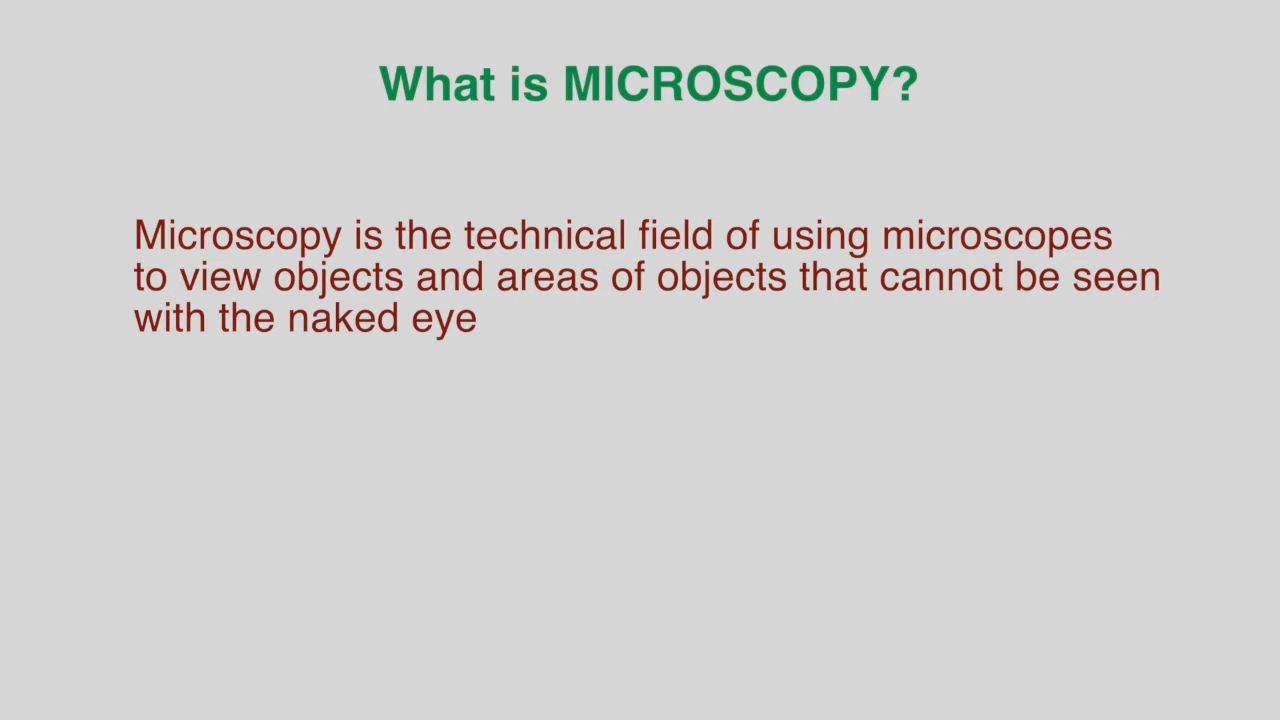 What is MICROSCOPY?
Microscopy is the technical field of using microscopes
to view objects and areas of objects that cannot be seen
with the naked eye